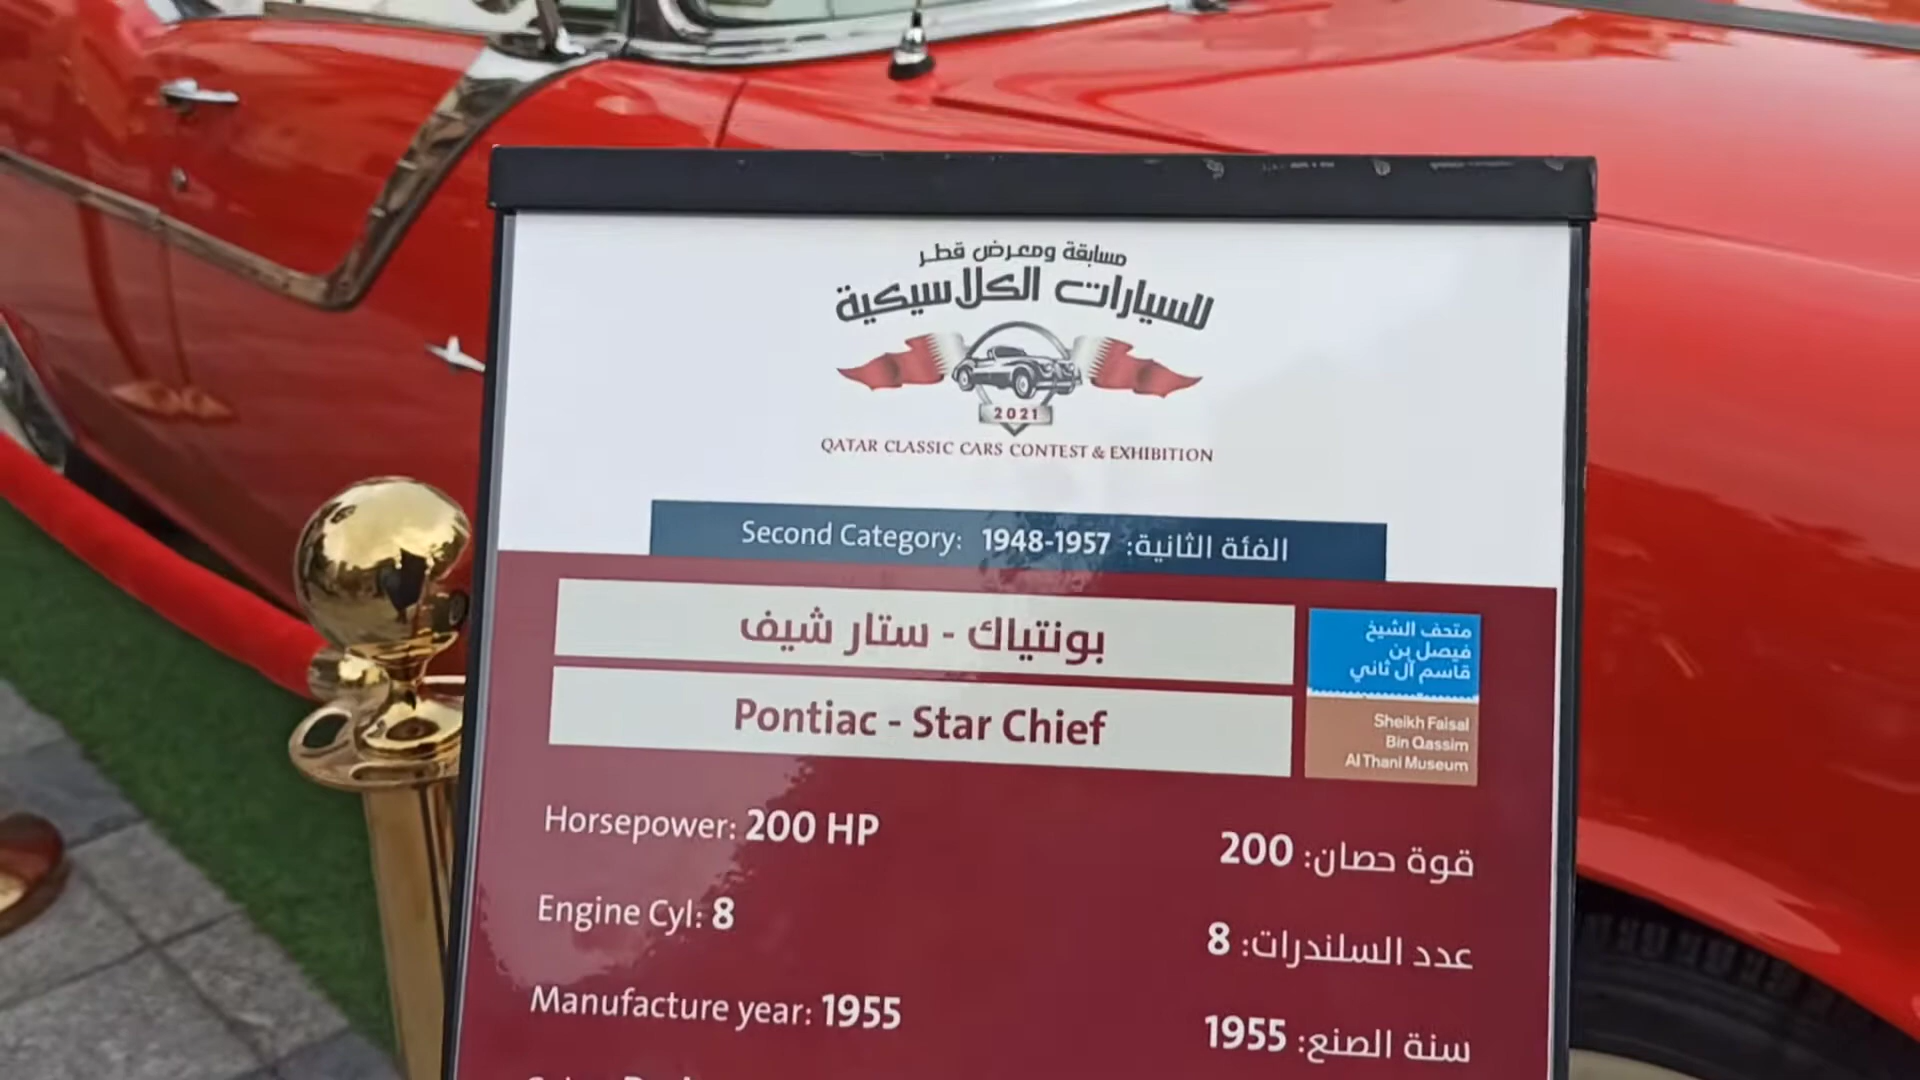 مسابقة ومعرض قطر
للسيارات الكلاسيكية
2021
QATAR CLASSIC CARS CONTEST & EXHIBITION
Second Category: 1948-1957 الفئة الثانية:
بونتياك - ستار شيف
Pontiac - Star Chief
متحف الشيخ
فيصل بن
قاسم آل ثاني
Sheikh Faisal
Bin Qassim
Al Thani Museum
Horsepower: 200 HP
قوة حصان: 200
Engine Cyl: 8
عدد السلندرات: 8
Manufacture year: 1955
سنة الصنع: 1955